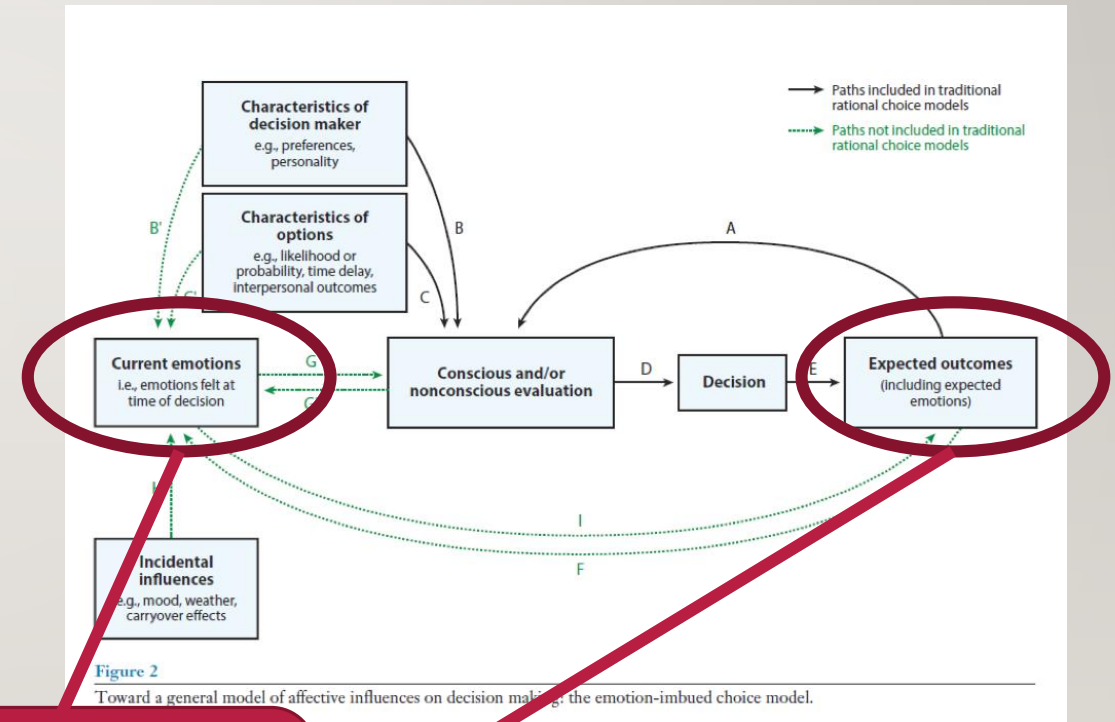 Characteristics of
decision maker
e.g., preferences,
personality
Paths included in traditional
rational choice models
Paths not included in traditional
rational choice models
Characteristics of
options
e.g., likelihood or
probability, time delay,
interpersonal outcomes
B'
B
A
C'
C
Current emotions
i.e., emotions felt at
time of decision
G
G
Conscious and/or
nonconscious evaluation
D
Decision
E
Expected outcomes
(including expected
emotions)
I
F
Incidental
influences
e.g., mood, weather,
carryover effects
Figure 2
Toward a general model of affective influences on decision making: the emotion-imbued choice model.